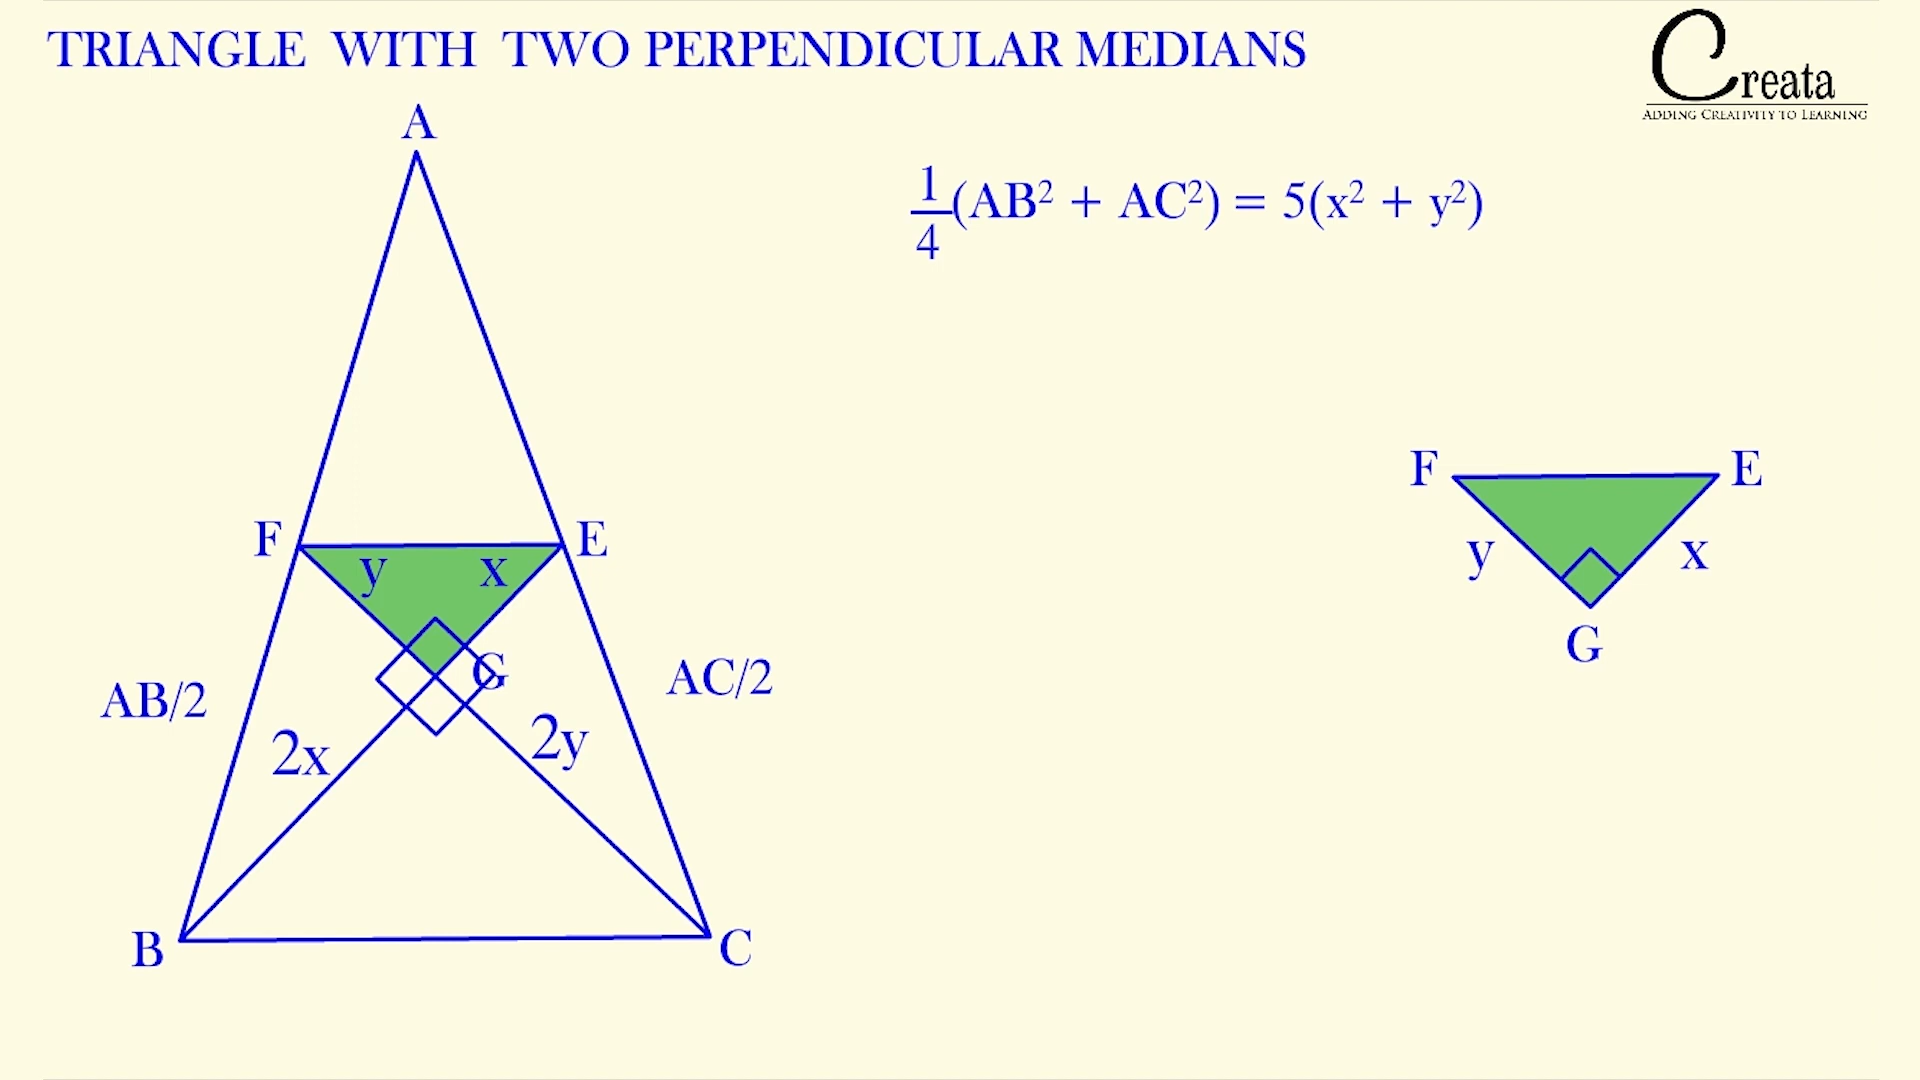 TRIANGLE WITH TWO PERPENDICULAR MEDIANS
Creata
ADDING CREATIVITY TO LEARNING
A
1/4(AB² + AC²) = 5(x² + y²)
F
E
F
E
y
x
y
x
G
G
AB/2
AC/2
2x
2y
B
C